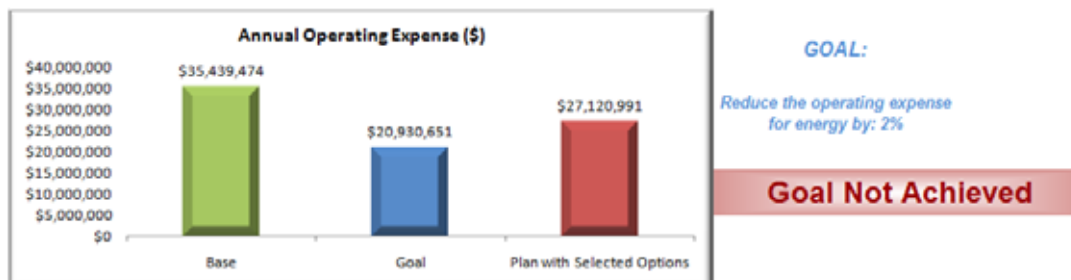 Annual Operating Expense ($)
$40,000,000
$35,000,000
$30,000,000
$25,000,000
$20,000,000
$15,000,000
$10,000,000
$5,000,000
$0
$35,439,474
$20,930,651
$27,120,991
Base
Goal
Plan with Selected Options
GOAL:
Reduce the operating expense
for energy by: 2%
Goal Not Achieved